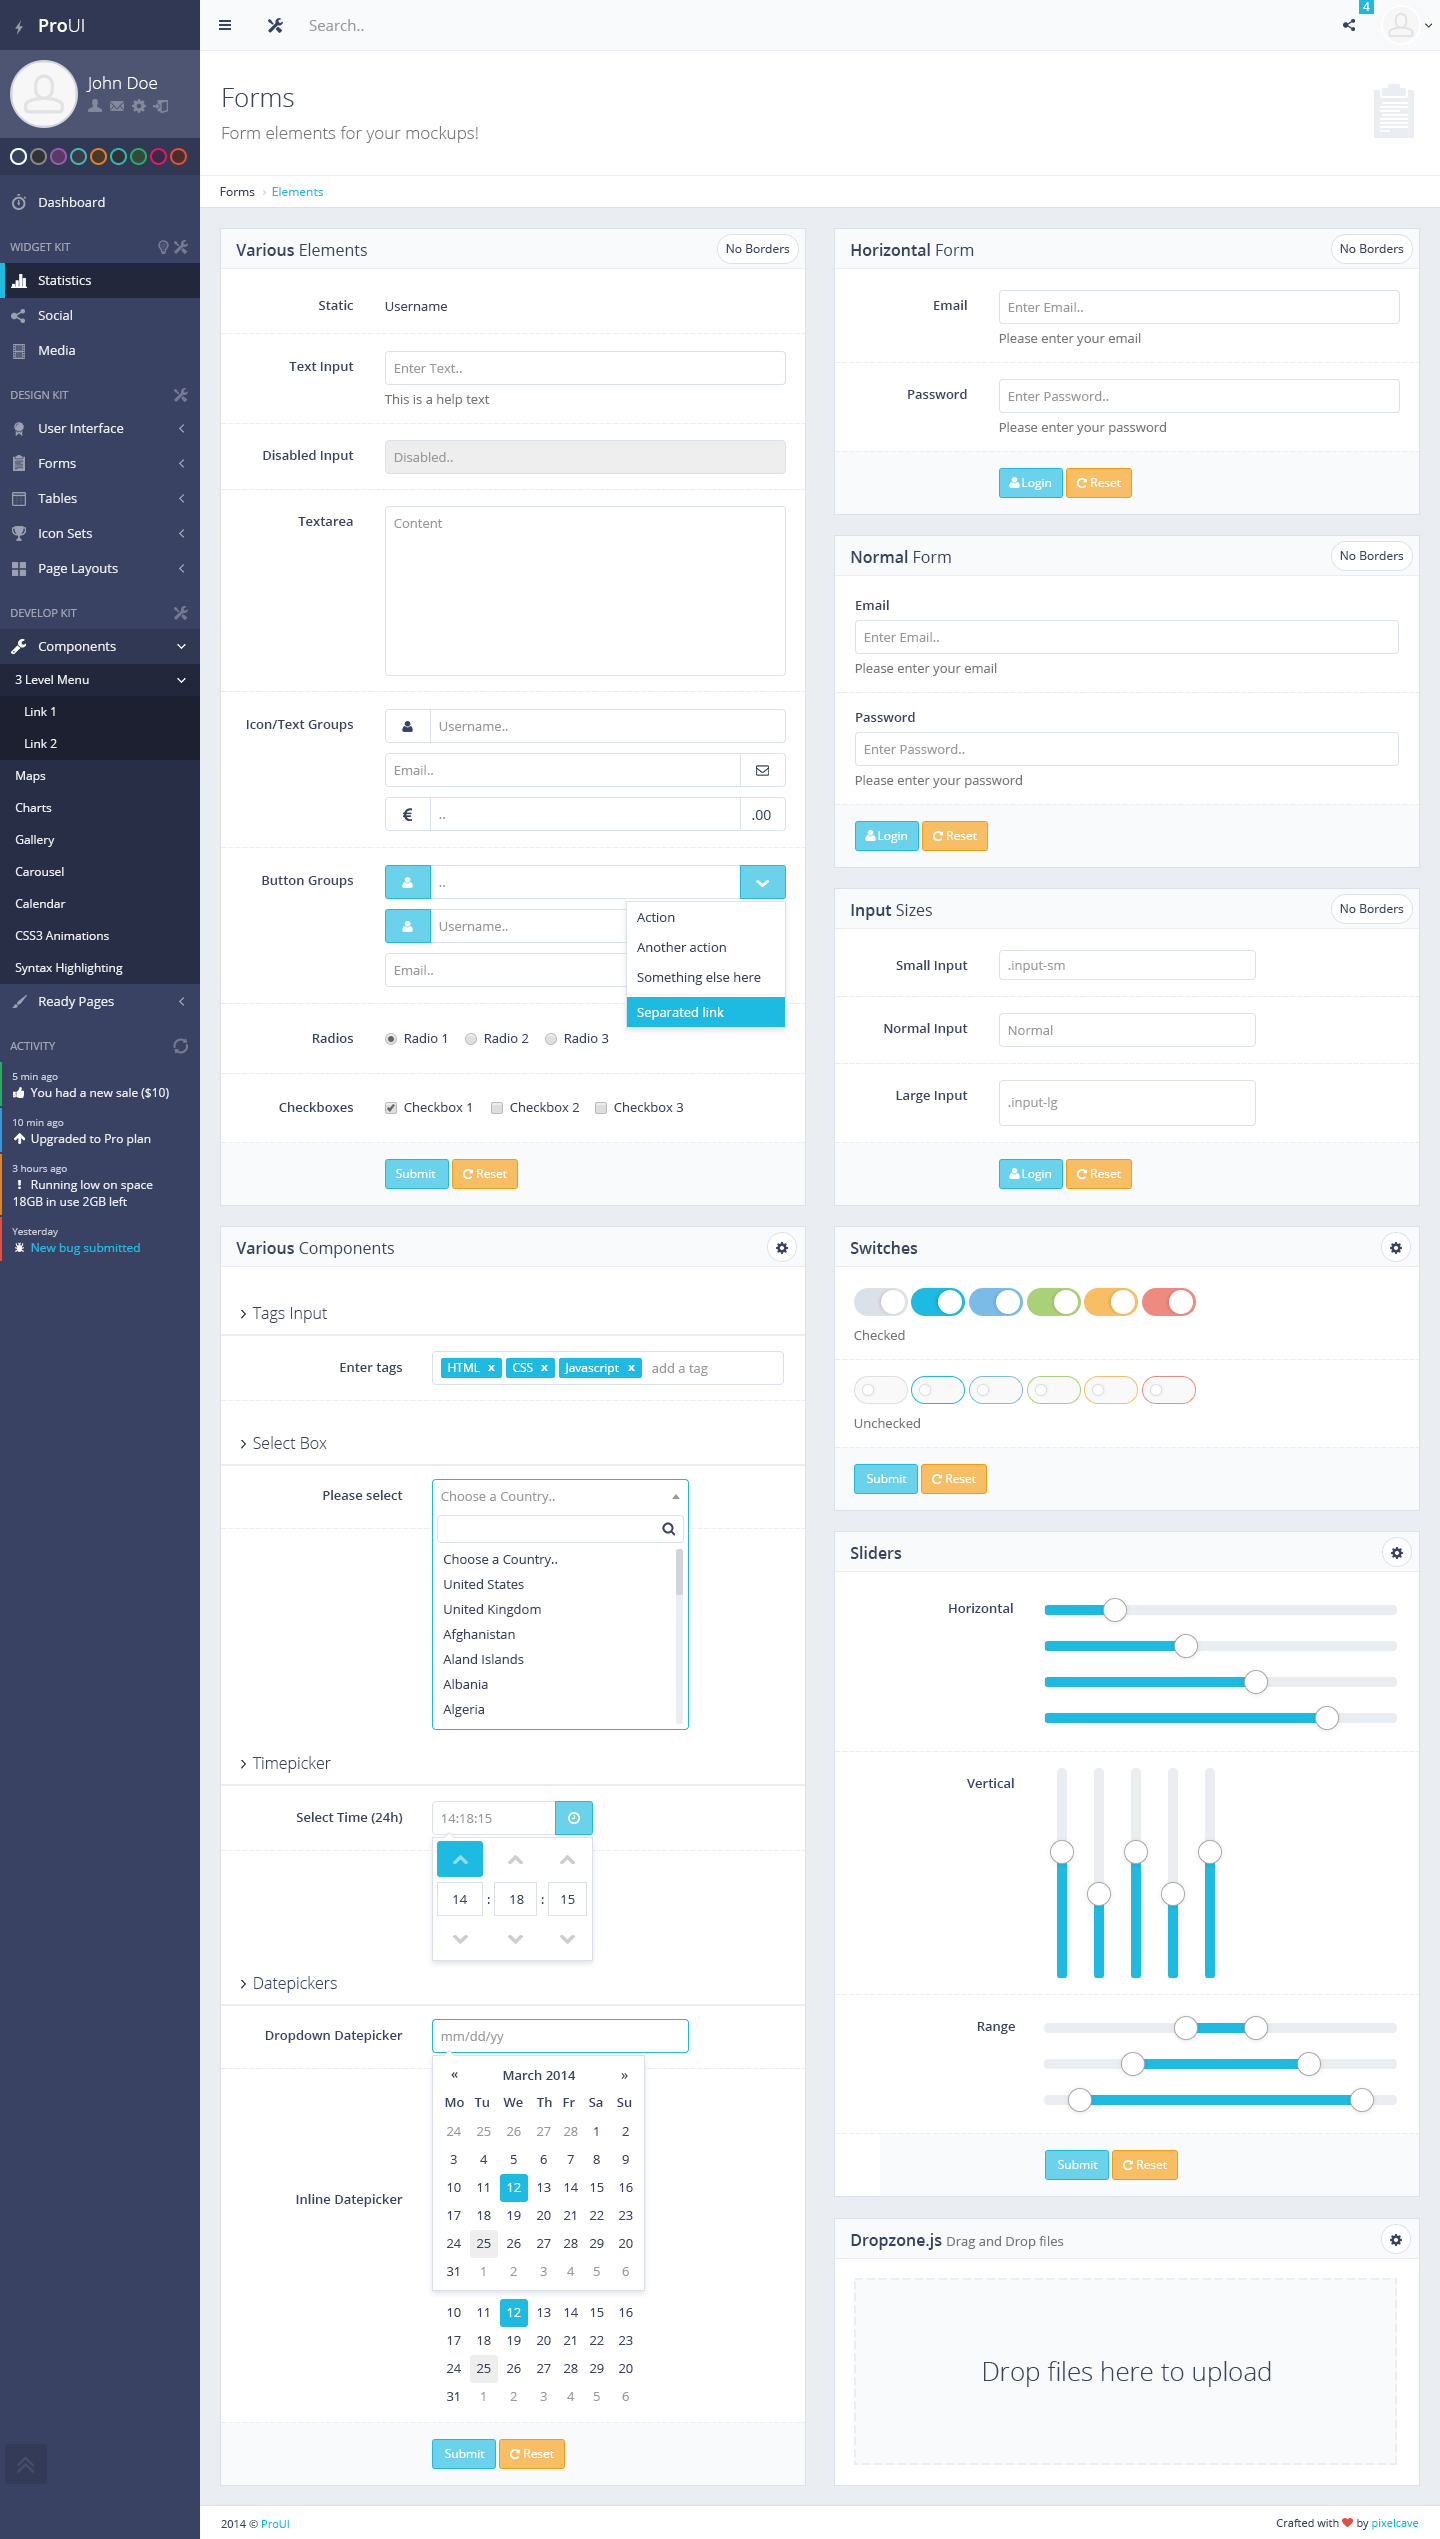 ProUI
John Doe
Dashboard
WIDGET KIT
Statistics
Social
Media
DESIGN KIT
User Interface
Forms
Tables
Icon Sets
Page Layouts
DEVELOP KIT
Components
3 Level Menu
Link 1
Link 2
Maps
Charts
Gallery
Carousel
Calendar
CSS3 Animations
Syntax Highlighting
Ready Pages
ACTIVITY
5 min ago
You had a new sale ($10)
10 min ago
Upgraded to Pro plan
3 hours ago
Running low on space
18GB in use 2GB left
Yesterday
New bug submitted
Search..
4
Forms
Form elements for your mockups!
Forms › Elements
Various Elements No Borders
Static Username
Text Input Enter Text..
This is a help text
Disabled Input Disabled..
Textarea Content
Icon/Text Groups Username..
Email..
€ .. .00
Button Groups ..
Username..
Email..
Action
Another action
Something else here
Separated link
Radios Radio 1 Radio 2 Radio 3
Checkboxes Checkbox 1 Checkbox 2 Checkbox 3
Submit Reset
Various Components
Tags Input
Enter tags HTML x CSS x Javascript x add a tag
Select Box
Please select Choose a Country..
Choose a Country..
United States
United Kingdom
Afghanistan
Aland Islands
Albania
Algeria
Timepicker
Select Time (24h) 14:18:15
14 : 18 : 15
Datepickers
Dropdown Datepicker mm/dd/yy
« March 2014 »
Mo Tu We Th Fr Sa Su
24 25 26 27 28 1 2
3 4 5 6 7 8 9
10 11 12 13 14 15 16
Inline Datepicker
17 18 19 20 21 22 23
24 25 26 27 28 29 20
31 1 2 3 4 5 6
10 11 12 13 14 15 16
17 18 19 20 21 22 23
24 25 26 27 28 29 20
31 1 2 3 4 5 6
Submit Reset
Horizontal Form No Borders
Email Enter Email..
Please enter your email
Password Enter Password..
Please enter your password
Login Reset
Normal Form No Borders
Email
Enter Email..
Please enter your email
Password
Enter Password..
Please enter your password
Login Reset
Input Sizes No Borders
Small Input .input-sm
Normal Input Normal
Large Input .input-lg
Login Reset
Switches
Checked
Unchecked
Submit Reset
Sliders
Horizontal
Vertical
Range
Submit Reset
Dropzone.js Drag and Drop files
Drop files here to upload
2014 © ProUI
Crafted with ♥ by pixelcave